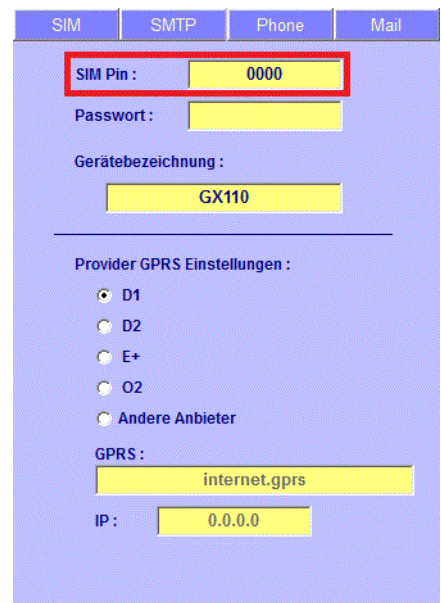 SIM SMTP Phone Mail
SIM Pin : 0000
Passwort :
Gerätebezeichnung :
GX110
Provider GPRS Einstellungen :
D1
D2
E+
O2
Andere Anbieter
GPRS :
internet.gprs
IP : 0.0.0.0